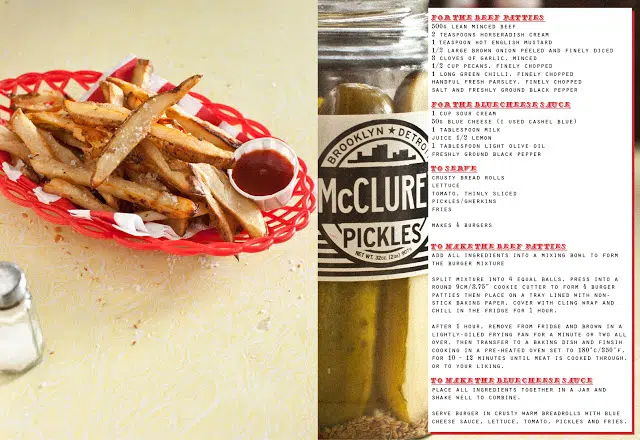 BROOKLYN ★ DETRO
McCLURE
PICKLES
NET WT. 32oz (2LB)
FOR THE BEEF PATTIES
500G LEAN MINCED BEEF
2 TEASPOONS HORSERADISH CREAM
1 TEASPOON HOT ENGLISH MUSTARD
1/2 LARGE BROWN ONION PEELED AND FINELY DICED
2 CLOVES OF GARLIC, MINCED
1/2 CUP PECANS, FINELY CHOPPED
1 LONG GREEN CHILLI, FINELY CHOPPED
HANDFUL FRESH PARSLEY, FINELY CHOPPED
SALT AND FRESHLY GROUND BLACK PEPPER
FOR THE BLUE CHEESE SAUCE
1 CUP SOUR CREAM
50G BLUE CHEESE (I USED CASHEL BLUE)
1 TABLESPOON MILK
JUICE 1/2 LEMON
1 TABLESPOON LIGHT OLIVE OIL
FRESHLY GROUND BLACK PEPPER
TO SERVE
CRUSTY BREAD ROLLS
LETTUCE
TOMATO, THINLY SLICED
PICKLES/GHERKINS
FRIES
MAKES 4 BURGERS
TO MAKE THE BEEF PATTIES
ADD ALL INGREDIENTS INTO A MIXING BOWL TO FORM
THE BURGER MIXTURE
SPLIT MIXTURE INTO 4 EQUAL BALLS, PRESS INTO A
ROUND 9CM/3.75" COOKIE CUTTER TO FORM 4 BURGER
PATTIES THEN PLACE ON A TRAY LINED WITH NON-
STICK BAKING PAPER. COVER WITH CLING WRAP AND
CHILL IN THE FRIDGE FOR 1 HOUR.
AFTER 1 HOUR, REMOVE FROM FRIDGE AND BROWN IN A
LIGHTLY-OILED FRYING PAN FOR A MINUTE OR TWO ALL
OVER, THEN TRANSFER TO A BAKING DISH AND FINSIH
COOKING IN A PRE-HEATED OVEN SET TO 180°C/350°F,
FOR 10 - 12 MINUTES UNTIL MEAT IS COOKED THROUGH,
OR TO YOUR LIKING.
TO MAKE THE BLUE CHEESE SAUCE
PLACE ALL INGREDIENTS TOGETHER IN A JAR AND
SHAKE WELL TO COMBINE.
SERVE BURGER IN CRUSTY WARM BREADROLLS WITH BLUE
CHEESE SAUCE, LETTUCE, TOMATO, PICKLES AND FRIES.